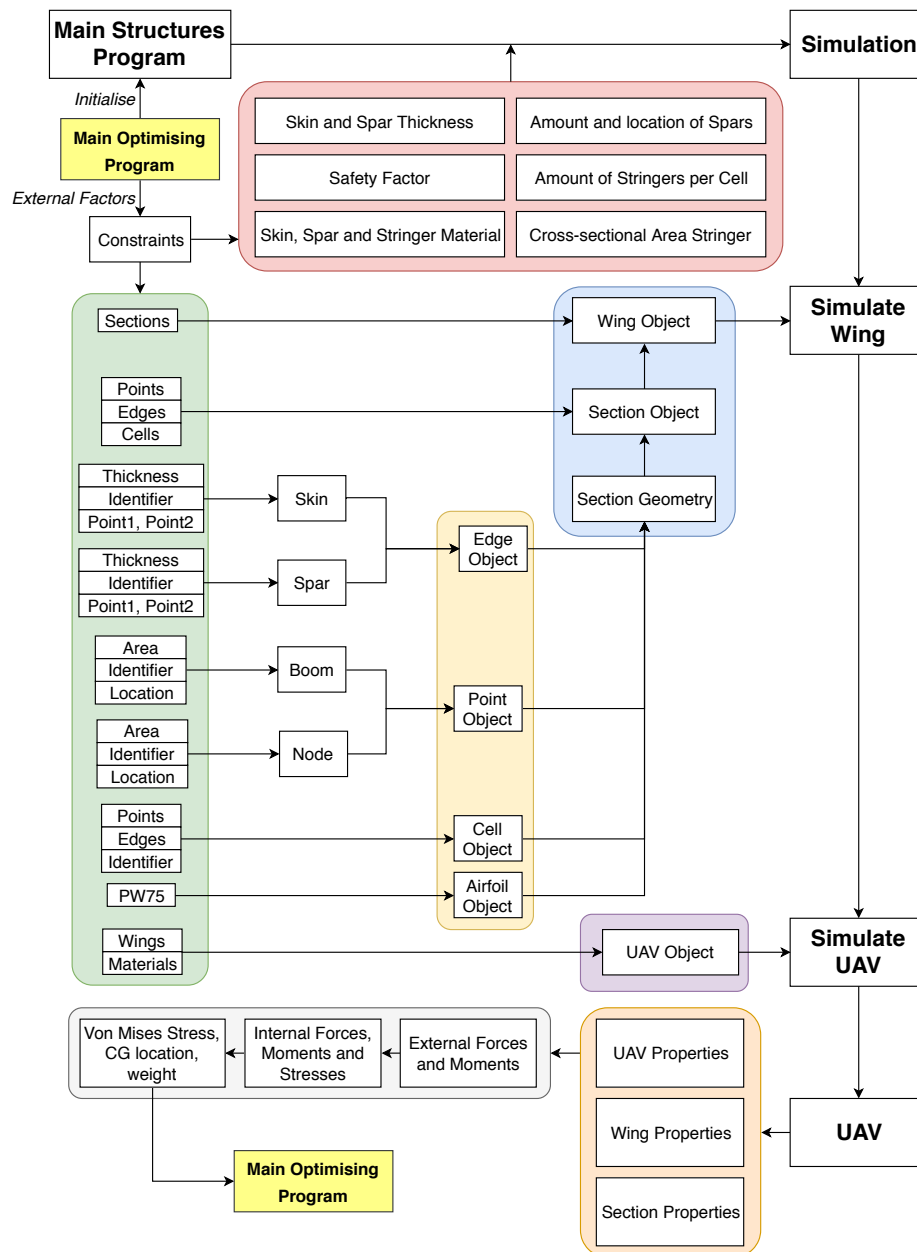 Main Structures
Program
Simulation
Initialise
Main Optimising
Program
External Factors
Constraints
Skin and Spar Thickness
Amount and location of Spars
Safety Factor
Amount of Stringers per Cell
Skin, Spar and Stringer Material
Cross-sectional Area Stringer
Sections
Wing Object
Simulate
Wing
Points
Edges
Cells
Section Object
Thickness
Identifier
Point1, Point2
Skin
Section Geometry
Edge
Object
Thickness
Identifier
Point1, Point2
Spar
Area
Identifier
Location
Boom
Point
Object
Area
Identifier
Location
Node
Points
Edges
Identifier
Cell
Object
PW75
Airfoil
Object
Wings
Materials
UAV Object
Simulate
UAV
Von Mises Stress,
CG location,
weight
Internal Forces,
Moments and
Stresses
External Forces
and Moments
UAV Properties
Wing Properties
UAV
Main Optimising
Program
Section Properties